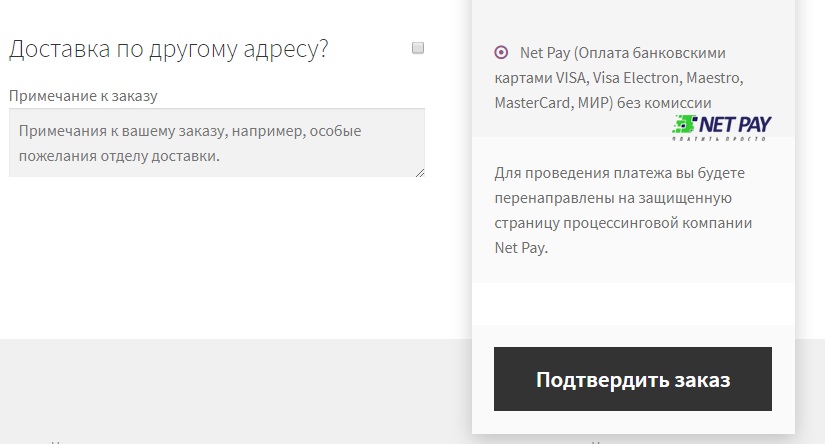 Доставка по другому адресу?
Примечание к заказу
Примечания к вашему заказу, например, особые
пожелания отделу доставки.
Net Pay (Оплата банковскими
картами VISA, Visa Electron, Maestro,
MasterCard, МИР) без комиссии
NET PAY
ПЛАТИТЬ ПРОСТО
Для проведения платежа вы будете
перенаправлены на защищенную
страницу процессинговой компании
Net Pay.
Подтвердить заказ